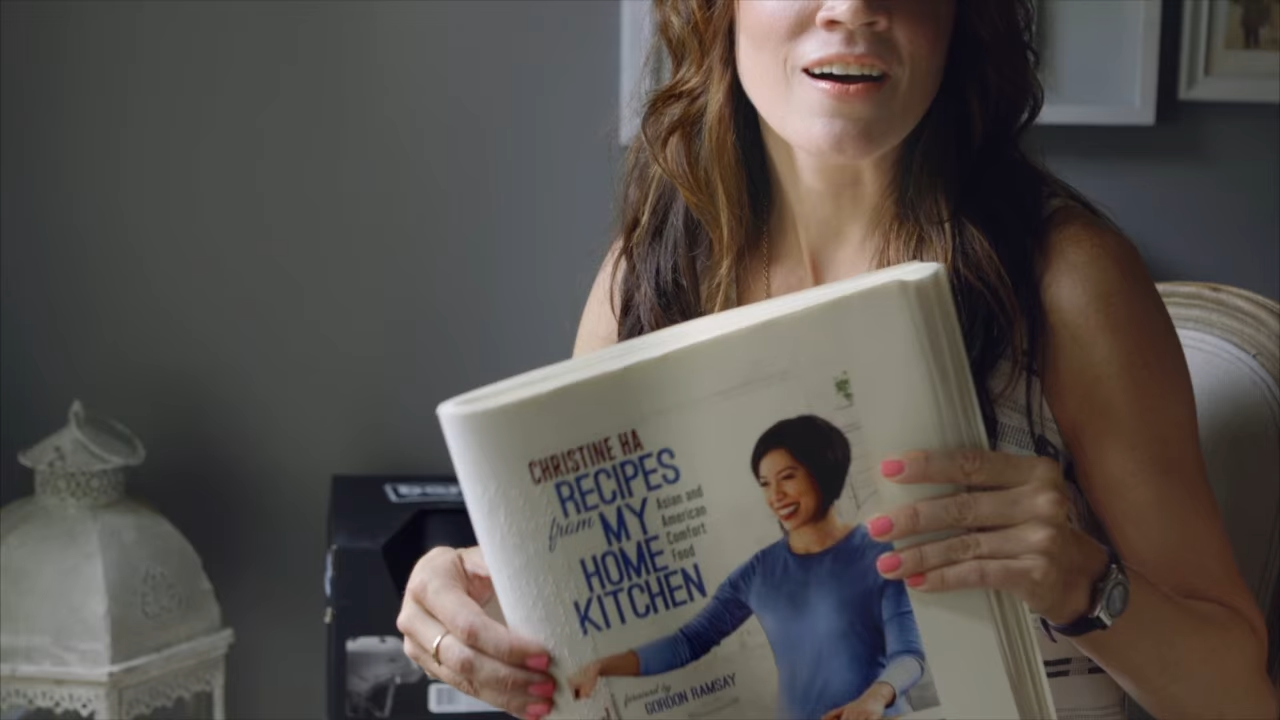 CHRISTINE HA
RECIPES
from MY
HOME
KITCHEN
Asian and
American
Comfort
Food
foreword by
GORDON RAMSAY